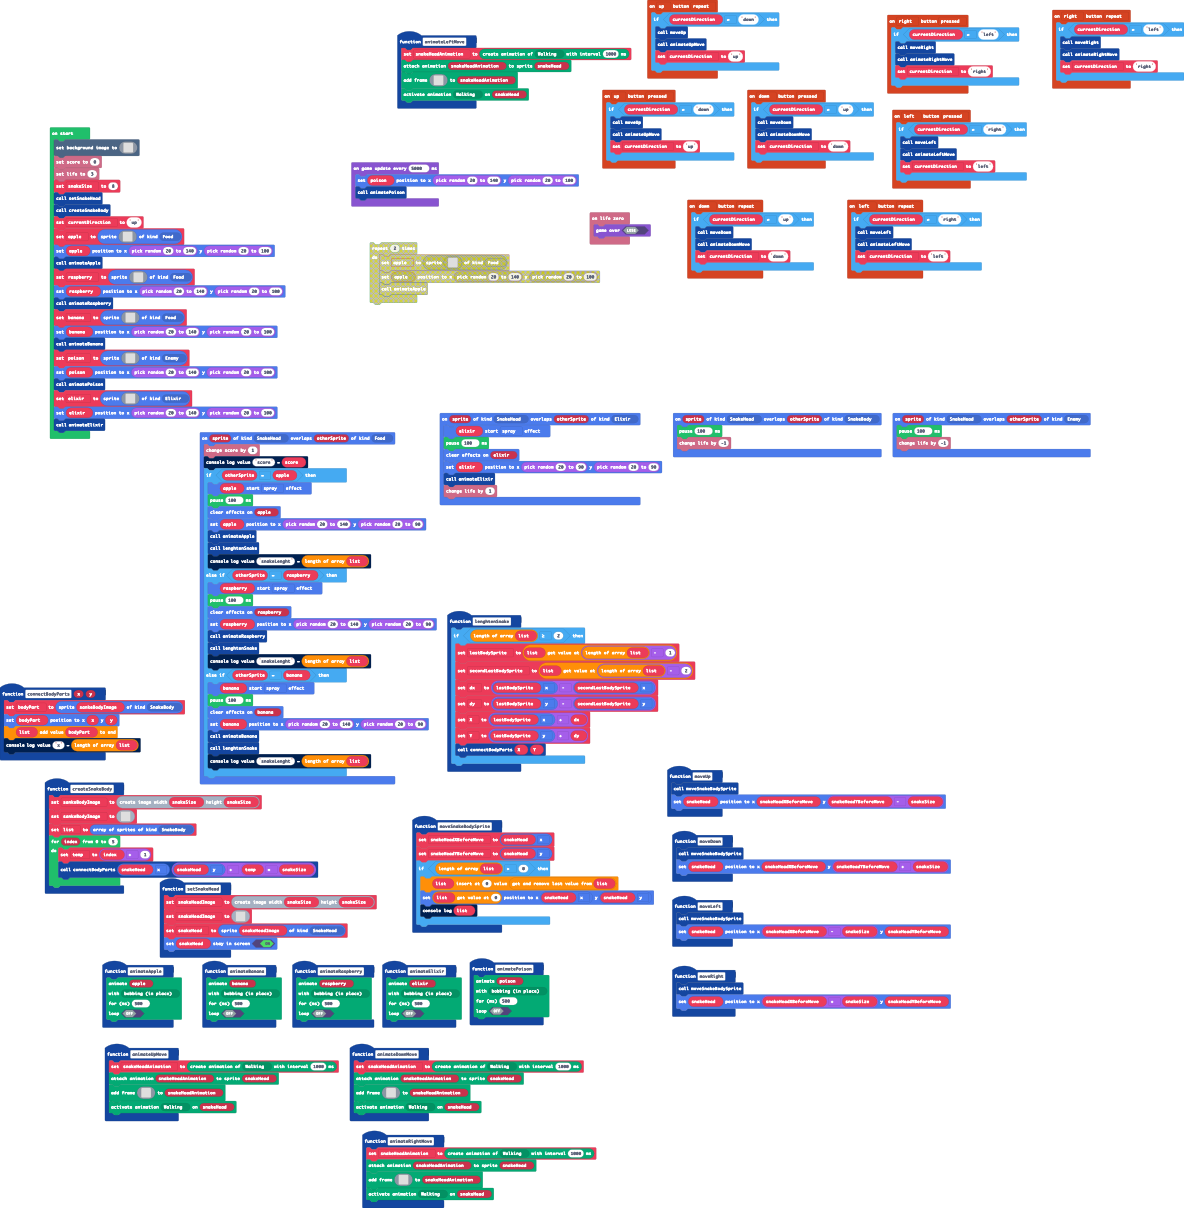 on up button repeat
if currentDirection = down then
call moveUp
call animateUpMove
set currentDirection to up
on right button pressed
if currentDirection = left then
call moveRight
call animateRightMove
set currentDirection to right
on right button repeat
if currentDirection = left then
call moveRight
call animateRightMove
set currentDirection to right
function animateLeftMove
set snakeHeadAnimation to create animation of Walking with interval 1000 ms
attach animation snakeHeadAnimation to sprite snakeHead
add frame to snakeHeadAnimation
activate animation Walking on snakeHead
on up button pressed
if currentDirection = down then
call moveUp
call animateUpMove
set currentDirection to up
on down button pressed
if currentDirection = up then
call moveDown
call animateDownMove
set currentDirection to down
on left button pressed
if currentDirection = right then
call moveLeft
call animateLeftMove
set currentDirection to left
on start
set background image to
set score to 0
set life to 3
set snakeSize to 8
call setSnakeHead
call createSnakeBody
set currentDirection to up
set apple to sprite of kind Food
set apple position to x pick random 20 to 140 y pick random 20 to 100
call animateApple
set raspberry to sprite of kind Food
set raspberry position to x pick random 20 to 140 y pick random 20 to 100
call animateRaspberry
set banana to sprite of kind Food
set banana position to x pick random 20 to 140 y pick random 20 to 100
call animateBanana
set poison to sprite of kind Enemy
set poison position to x pick random 20 to 140 y pick random 20 to 100
call animatePoison
set elixir to sprite of kind Elixir
set elixir position to x pick random 20 to 140 y pick random 20 to 100
call animateElixir
on game update every 5000 ms
set poison position to x pick random 20 to 140 y pick random 20 to 100
call animatePoison
on life zero
game over LOSE
on down button repeat
if currentDirection = up then
call moveDown
call animateDownMove
set currentDirection to down
on left button repeat
if currentDirection = right then
call moveLeft
call animateLeftMove
set currentDirection to left
repeat 2 times
do
set apple to sprite of kind Food
set apple position to x pick random 20 to 140 y pick random 20 to 100
call animateApple
on sprite of kind SnakeHead overlaps otherSprite of kind Food
change score by 1
console log value score = score
if otherSprite = apple then
apple start spray effect
pause 100 ms
clear effects on apple
set apple position to x pick random 20 to 140 y pick random 20 to 90
call animateApple
call lenghtenSnake
console log value snakeLenght = length of array list
else if otherSprite = raspberry then
raspberry start spray effect
pause 100 ms
clear effects on raspberry
set raspberry position to x pick random 20 to 140 y pick random 20 to 90
call animateRaspberry
call lenghtenSnake
console log value snakeLenght = length of array list
else if otherSprite = banana then
banana start spray effect
pause 100 ms
clear effects on banana
set banana position to x pick random 20 to 140 y pick random 20 to 90
call animateBanana
call lenghtenSnake
console log value snakeLenght = length of array list
on sprite of kind SnakeHead overlaps otherSprite of kind Elixir
elixir start spray effect
pause 100 ms
clear effects on elixir
set elixir position to x pick random 20 to 90 y pick random 20 to 90
call animateElixir
change life by 1
on sprite of kind SnakeHead overlaps otherSprite of kind SnakeBody
pause 100 ms
change life by -1
on sprite of kind SnakeHead overlaps otherSprite of kind Enemy
pause 100 ms
change life by -1
function lenghtenSnake
if length of array list ≥ 2 then
set lastBodySprite to list get value at length of array list - 1
set secondLastBodySprite to list get value at length of array list - 2
set dx to lastBodySprite x - secondLastBodySprite x
set dy to lastBodySprite y - secondLastBodySprite y
set X to lastBodySprite x + dx
set Y to lastBodySprite y + dy
call connectBodyParts X Y
function connectBodyParts x y
set bodyPart to sprite snakeBodyImage of kind SnakeBody
set bodyPart position to x x y y
list add value bodyPart to end
console log value x = length of array list
function createSnakeBody
set snakeBodyImage to create image width snakeSize height snakeSize
set snakeBodyImage to
set list to array of sprites of kind SnakeBody
for index from 0 to
do
set temp to index + 1
call connectBodyParts snakeHead x snakeHead y + temp × snakeSize
function setSnakeHead
set snakeHeadImage to create image width snakeSize height snakeSize
set snakeHeadImage to
set snakeHead to sprite snakeHeadImage of kind SnakeHead
set snakeHead stay in screen ON
function moveSnakeBodySprite
set snakeHeadXBeforeMove to snakeHead x
set snakeHeadYBeforeMove to snakeHead y
if length of array list > 0 then
list insert at 0 value get and remove last value from list
set list get value at 0 position to x snakeHead x y snakeHead y
console log list
function moveUp
call moveSnakeBodySprite
set snakeHead position to x snakeHeadXBeforeMove y snakeHeadYBeforeMove - snakeSize
function moveDown
call moveSnakeBodySprite
set snakeHead position to x snakeHeadXBeforeMove y snakeHeadYBeforeMove + snakeSize
function moveLeft
call moveSnakeBodySprite
set snakeHead position to x snakeHeadXBeforeMove - snakeSize y snakeHeadYBeforeMove
function moveRight
call moveSnakeBodySprite
set snakeHead position to x snakeHeadXBeforeMove + snakeSize y snakeHeadYBeforeMove
function animateApple
animate apple
with bobbing (in place)
for (ms) 500
loop OFF
function animateBanana
animate banana
with bobbing (in place)
for (ms) 500
loop OFF
function animateRaspberry
animate raspberry
with bobbing (in place)
for (ms) 500
loop OFF
function animateElixir
animate elixir
with bobbing (in place)
for (ms) 500
loop OFF
function animatePoison
animate poison
with bobbing (in place)
for (ms) 500
loop OFF
function animateUpMove
set snakeHeadAnimation to create animation of Walking with interval 1000 ms
attach animation snakeHeadAnimation to sprite snakeHead
add frame to snakeHeadAnimation
activate animation Walking on snakeHead
function animateDownMove
set snakeHeadAnimation to create animation of Walking with interval 1000 ms
attach animation snakeHeadAnimation to sprite snakeHead
add frame to snakeHeadAnimation
activate animation Walking on snakeHead
function animateRightMove
set snakeHeadAnimation to create animation of Walking with interval 1000 ms
attach animation snakeHeadAnimation to sprite snakeHead
add frame to snakeHeadAnimation
activate animation Walking on snakeHead